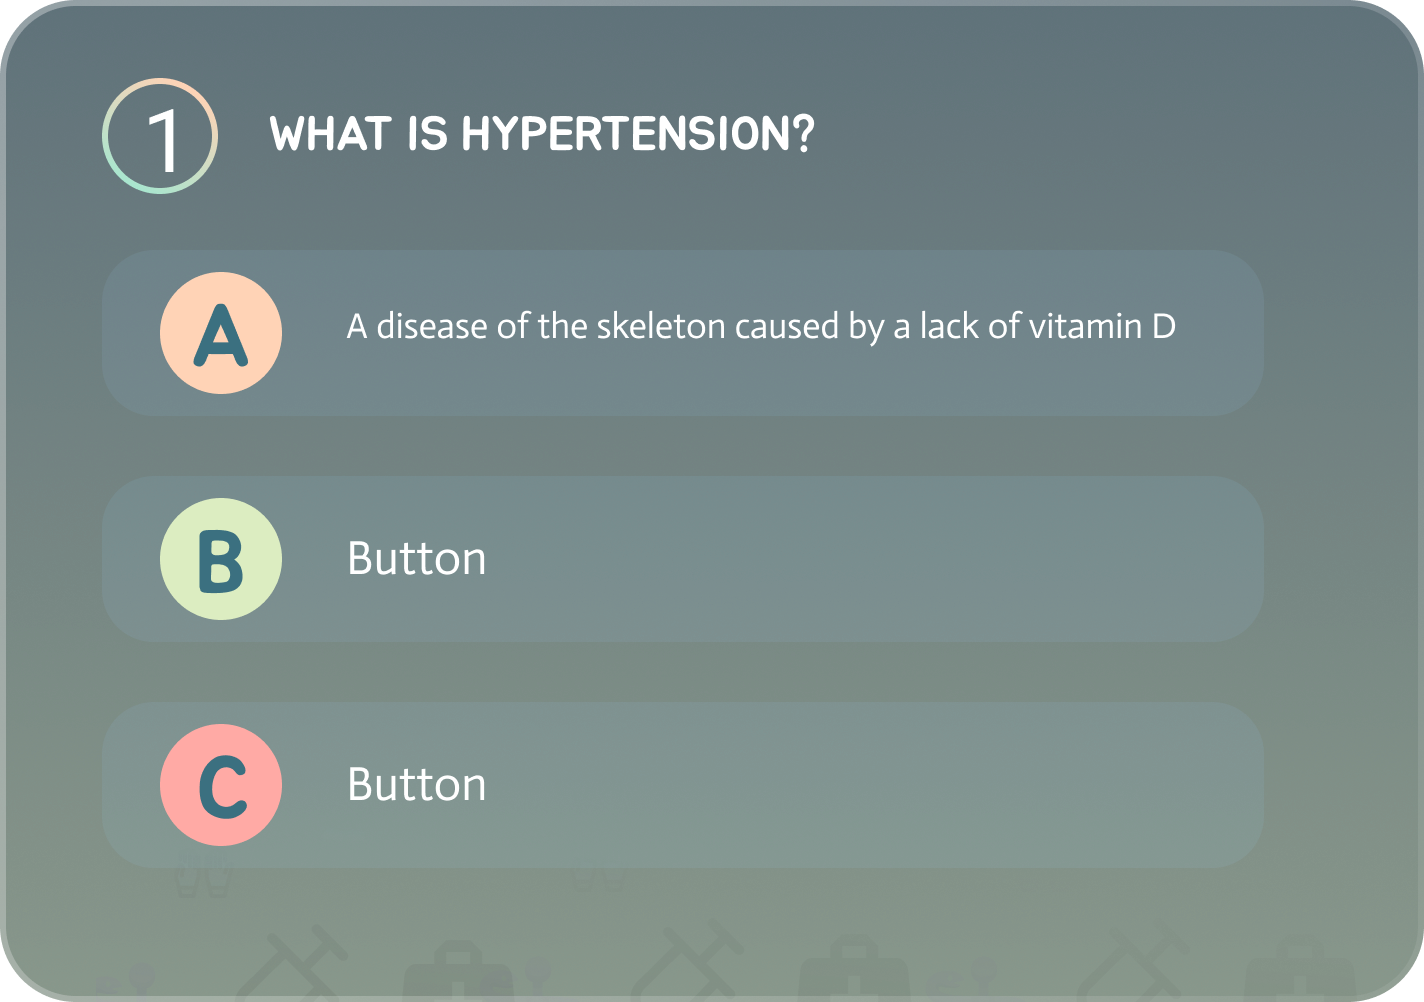 1
WHAT IS HYPERTENSION?
A
A disease of the skeleton caused by a lack of vitamin D
B
Button
C
Button